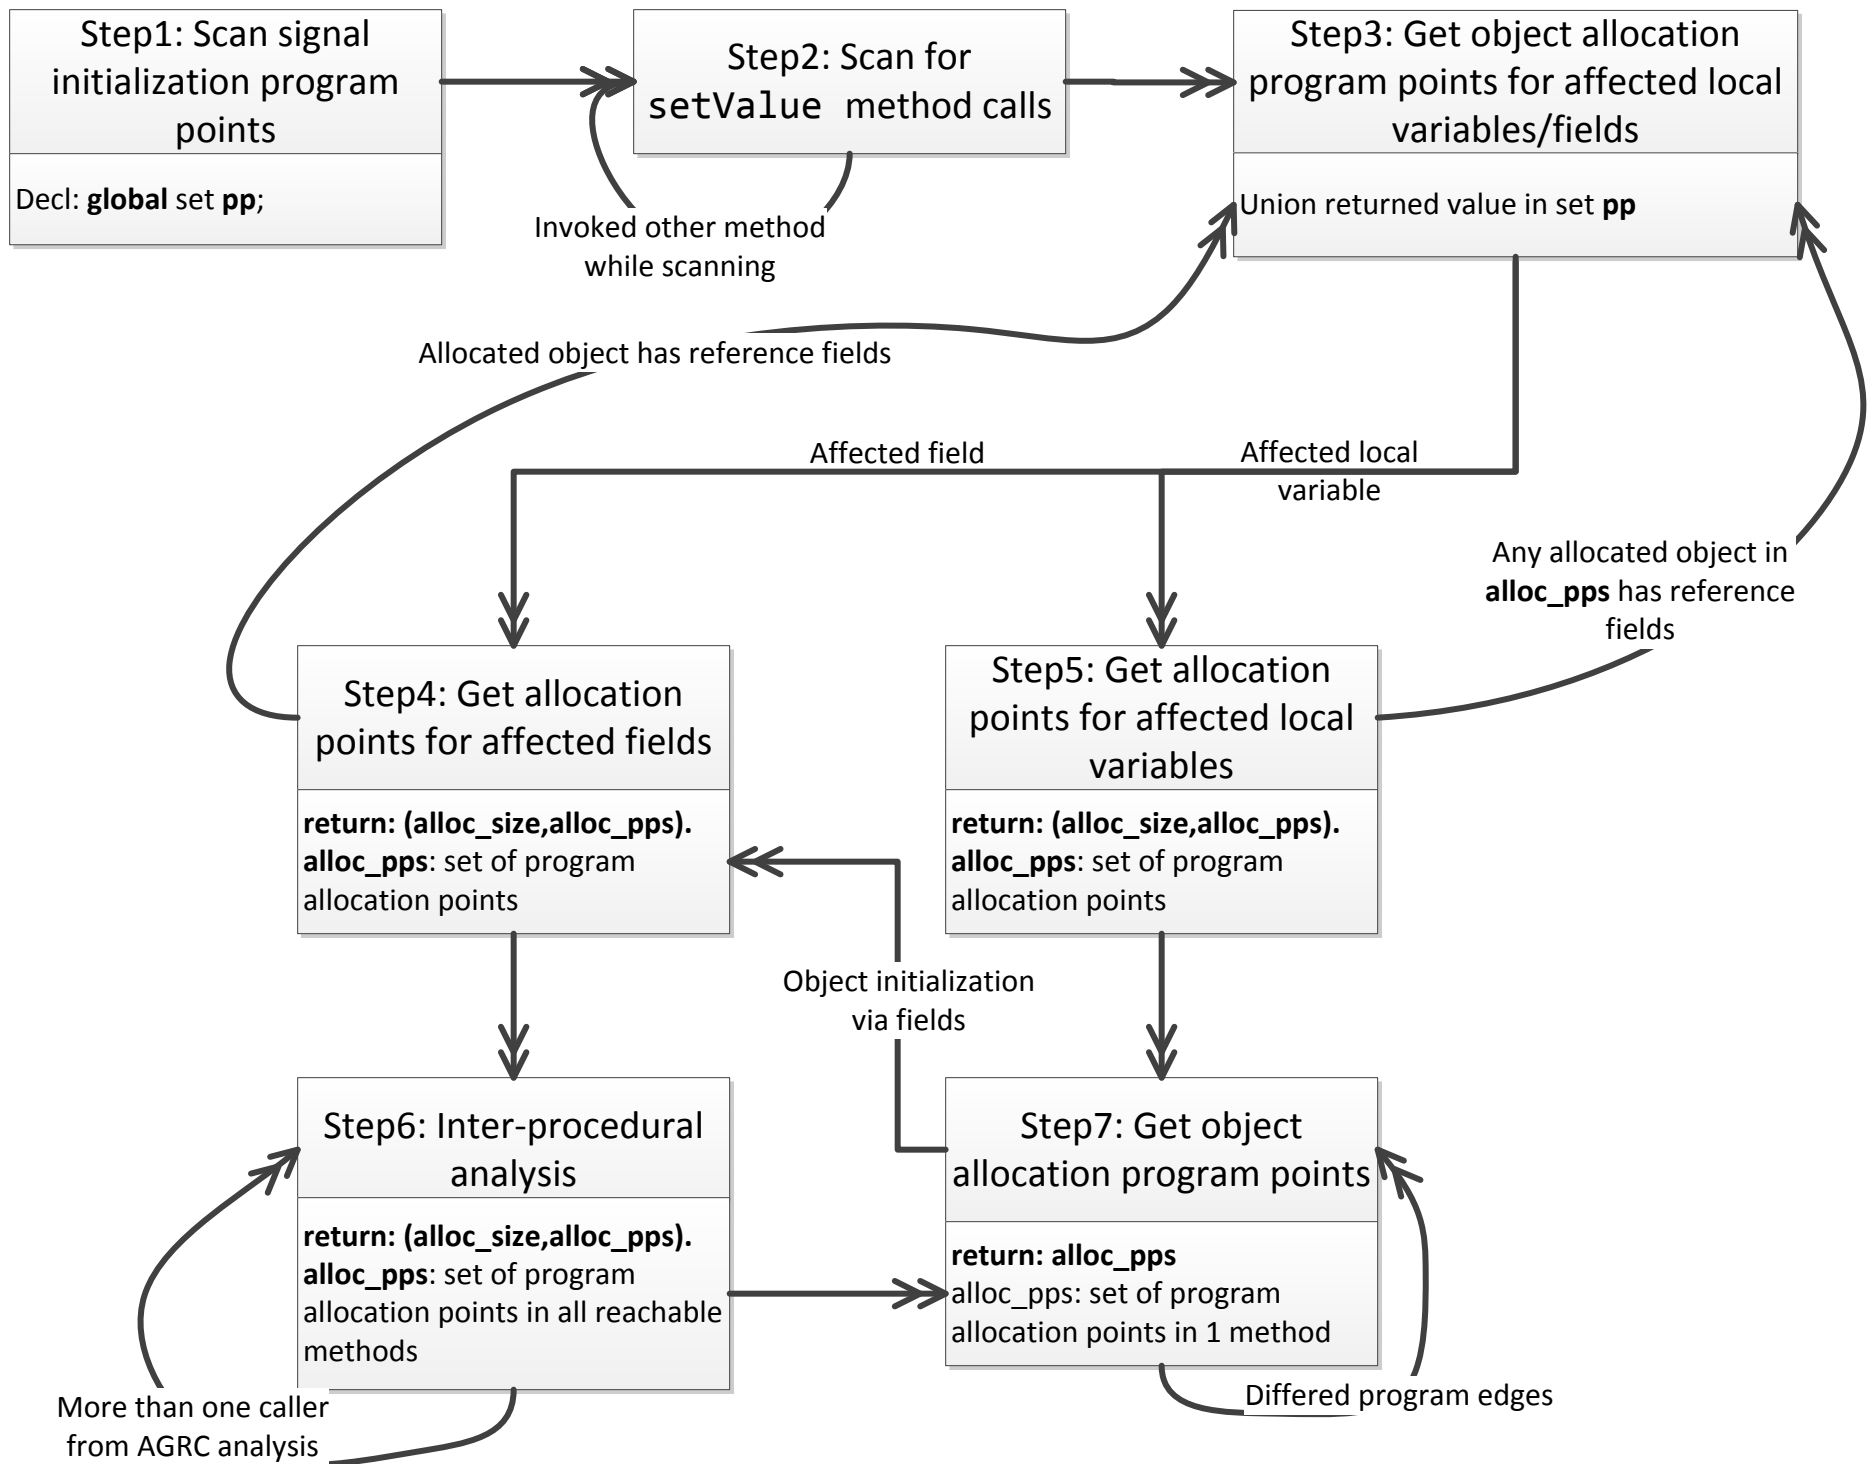 Step1: Scan signal
initialization program
points
Decl: global set pp;
Step2: Scan for
setValue method calls
Step3: Get object allocation
program points for affected local
variables/fields
Union returned value in set pp
Invoked other method
while scanning
Allocated object has reference fields
Affected field
Affected local
variable
Any allocated object in
alloc_pps has reference
fields
Step4: Get allocation
points for affected fields
return: (alloc_size,alloc_pps).
alloc_pps: set of program
allocation points
Step5: Get allocation
points for affected local
variables
return: (alloc_size,alloc_pps).
alloc_pps: set of program
allocation points
Object initialization
via fields
Step6: Inter-procedural
analysis
return: (alloc_size,alloc_pps).
alloc_pps: set of program
allocation points in all reachable
methods
Step7: Get object
allocation program points
return: alloc_pps
alloc_pps: set of program
allocation points in 1 method
More than one caller
from AGRC analysis
Differed program edges